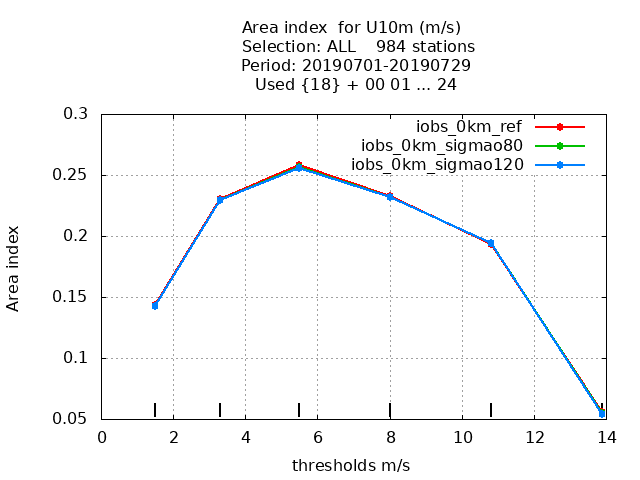 Area index  for U10m (m/s)
Selection: ALL    984 stations
Period: 20190701-20190729
Used {18} + 00 01 ... 24
0.3
iobs_0km_ref
iobs_0km_sigmao80
iobs_0km_sigmao120
0.25
0.2
0.15
0.1
0.05
Area index
0 2 4 6 8 10 12 14
thresholds m/s